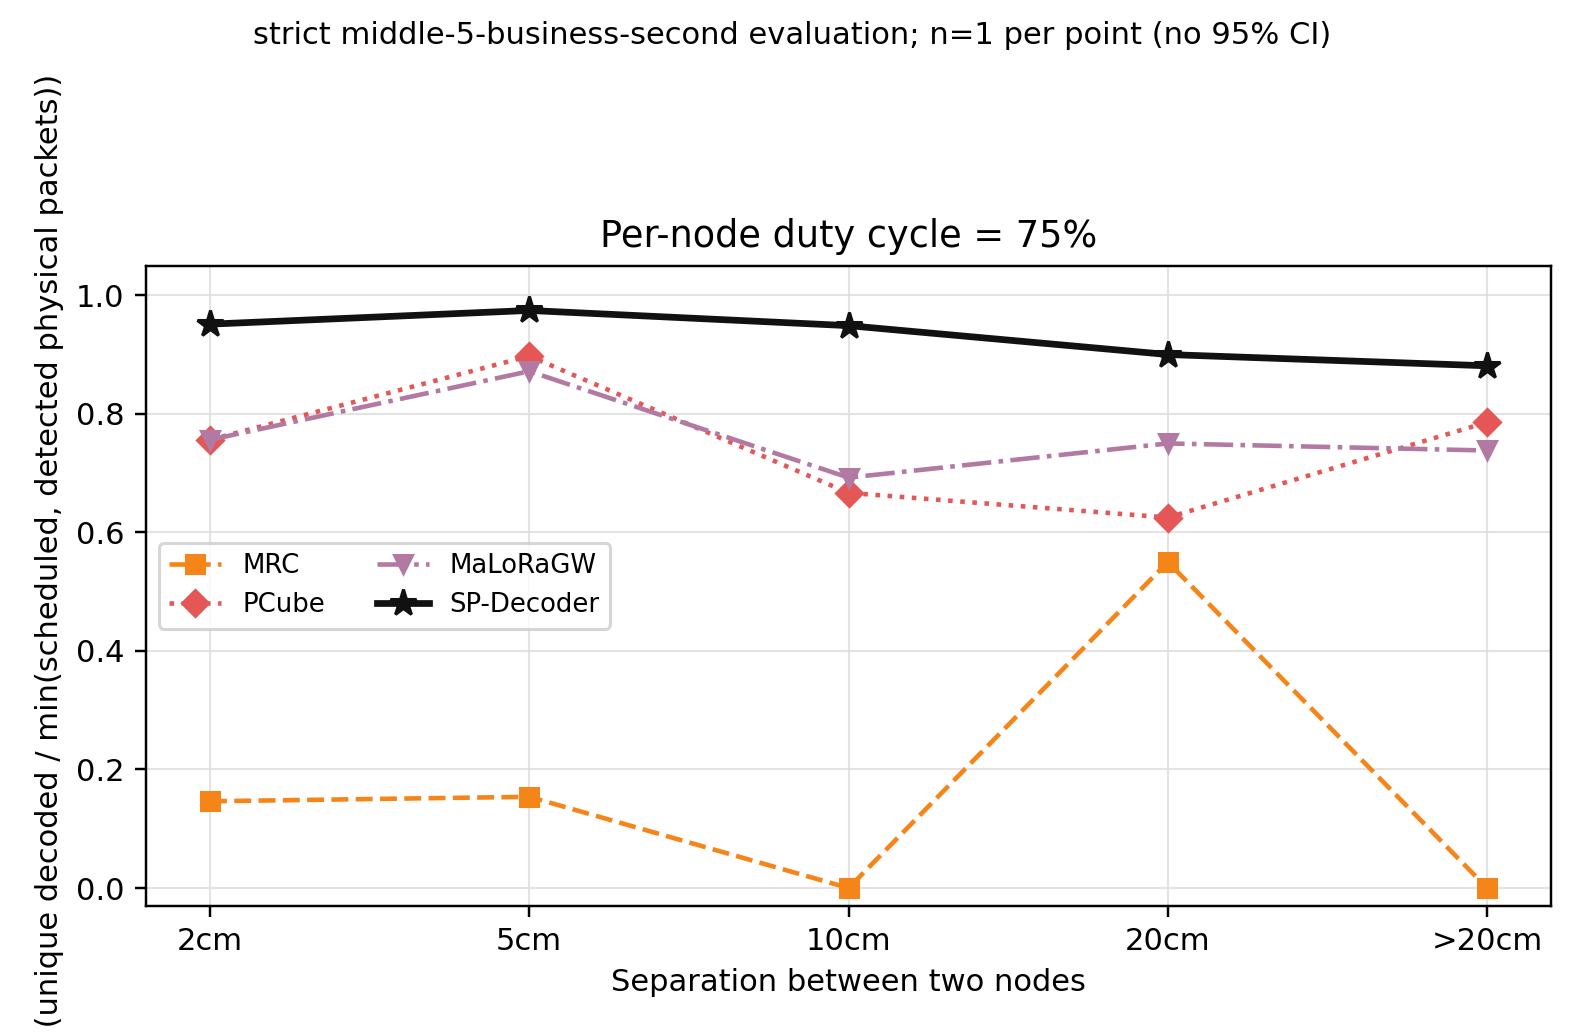 strict middle-5-business-second evaluation; n=1 per point (no 95% CI)
Per-node duty cycle = 75%
(unique decoded / min(scheduled, detected physical packets))
1.0
0.8
0.6
0.4
0.2
0.0
MRC
PCube
MaLoRaGW
SP-Decoder
2cm
5cm
10cm
20cm
>20cm
Separation between two nodes